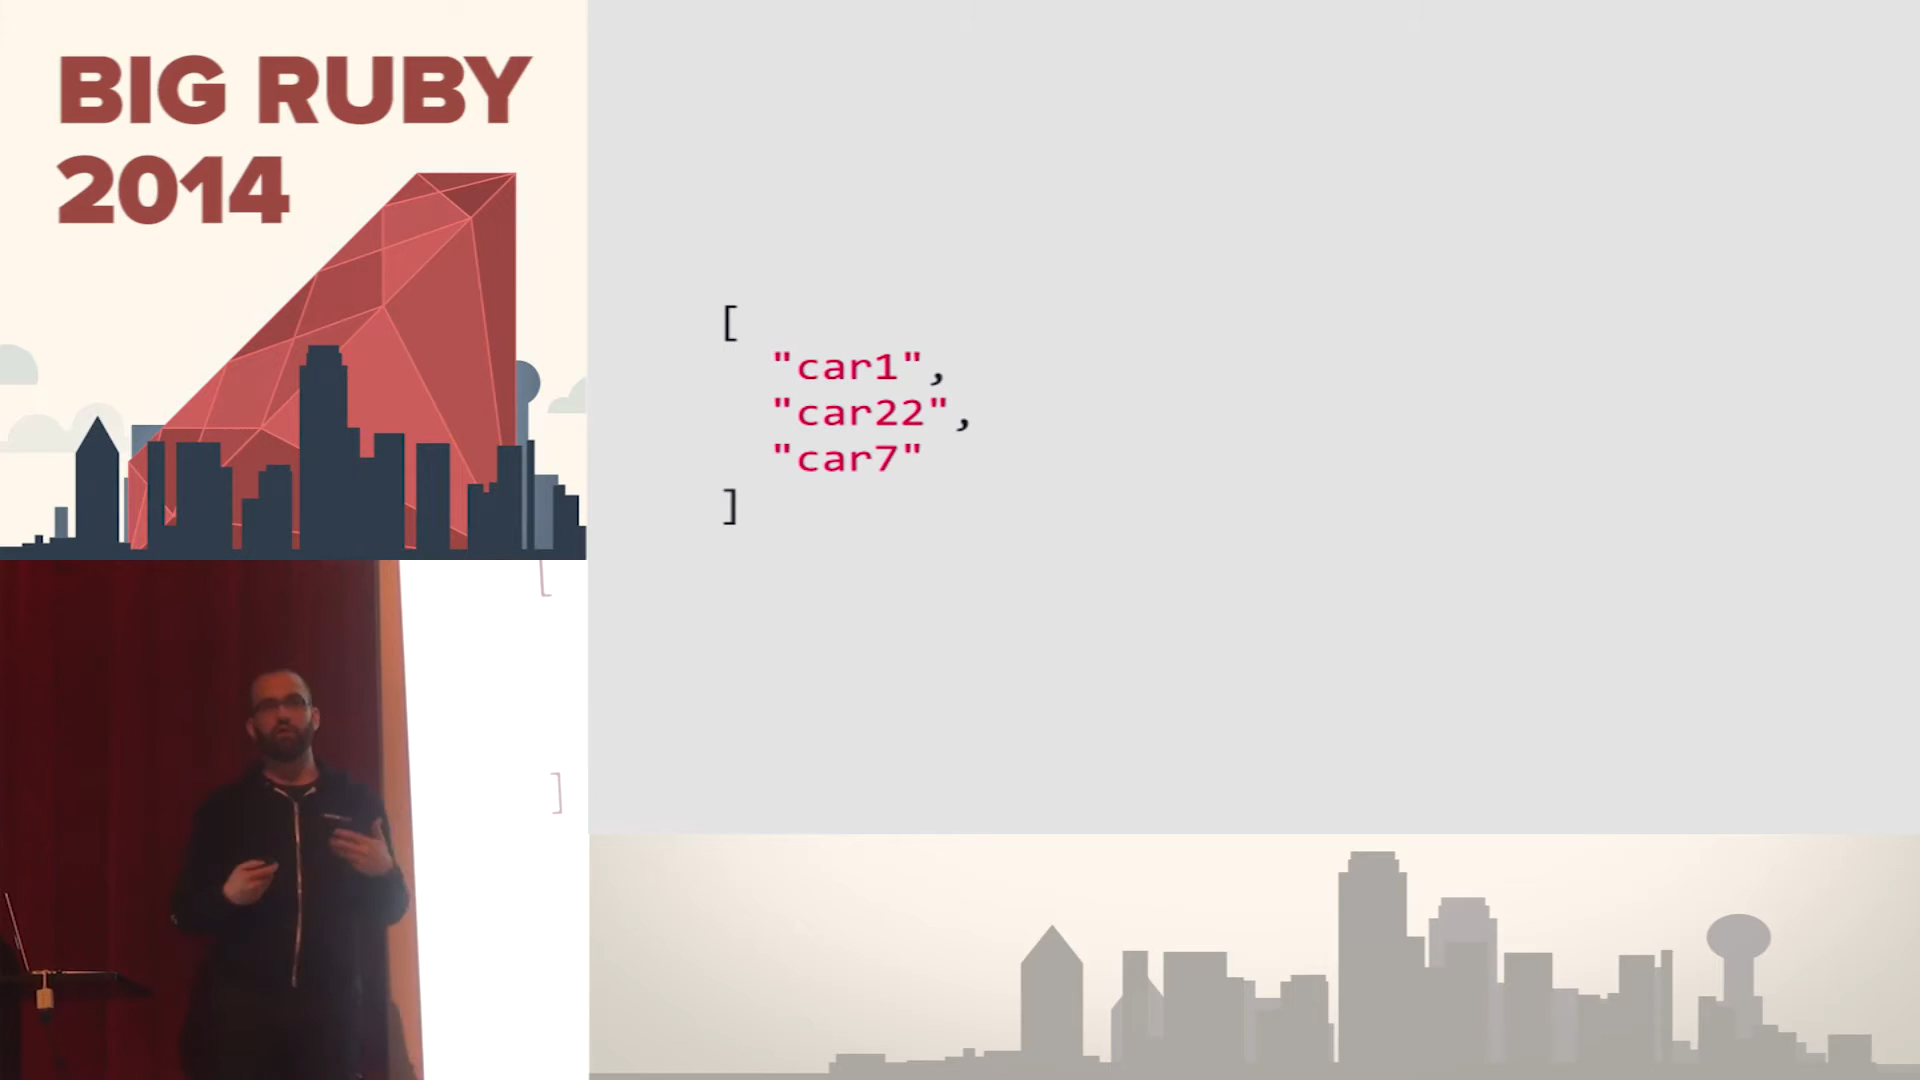 BIG RUBY
2014
[
"car1",
"car22",
"car7"
]
[
]